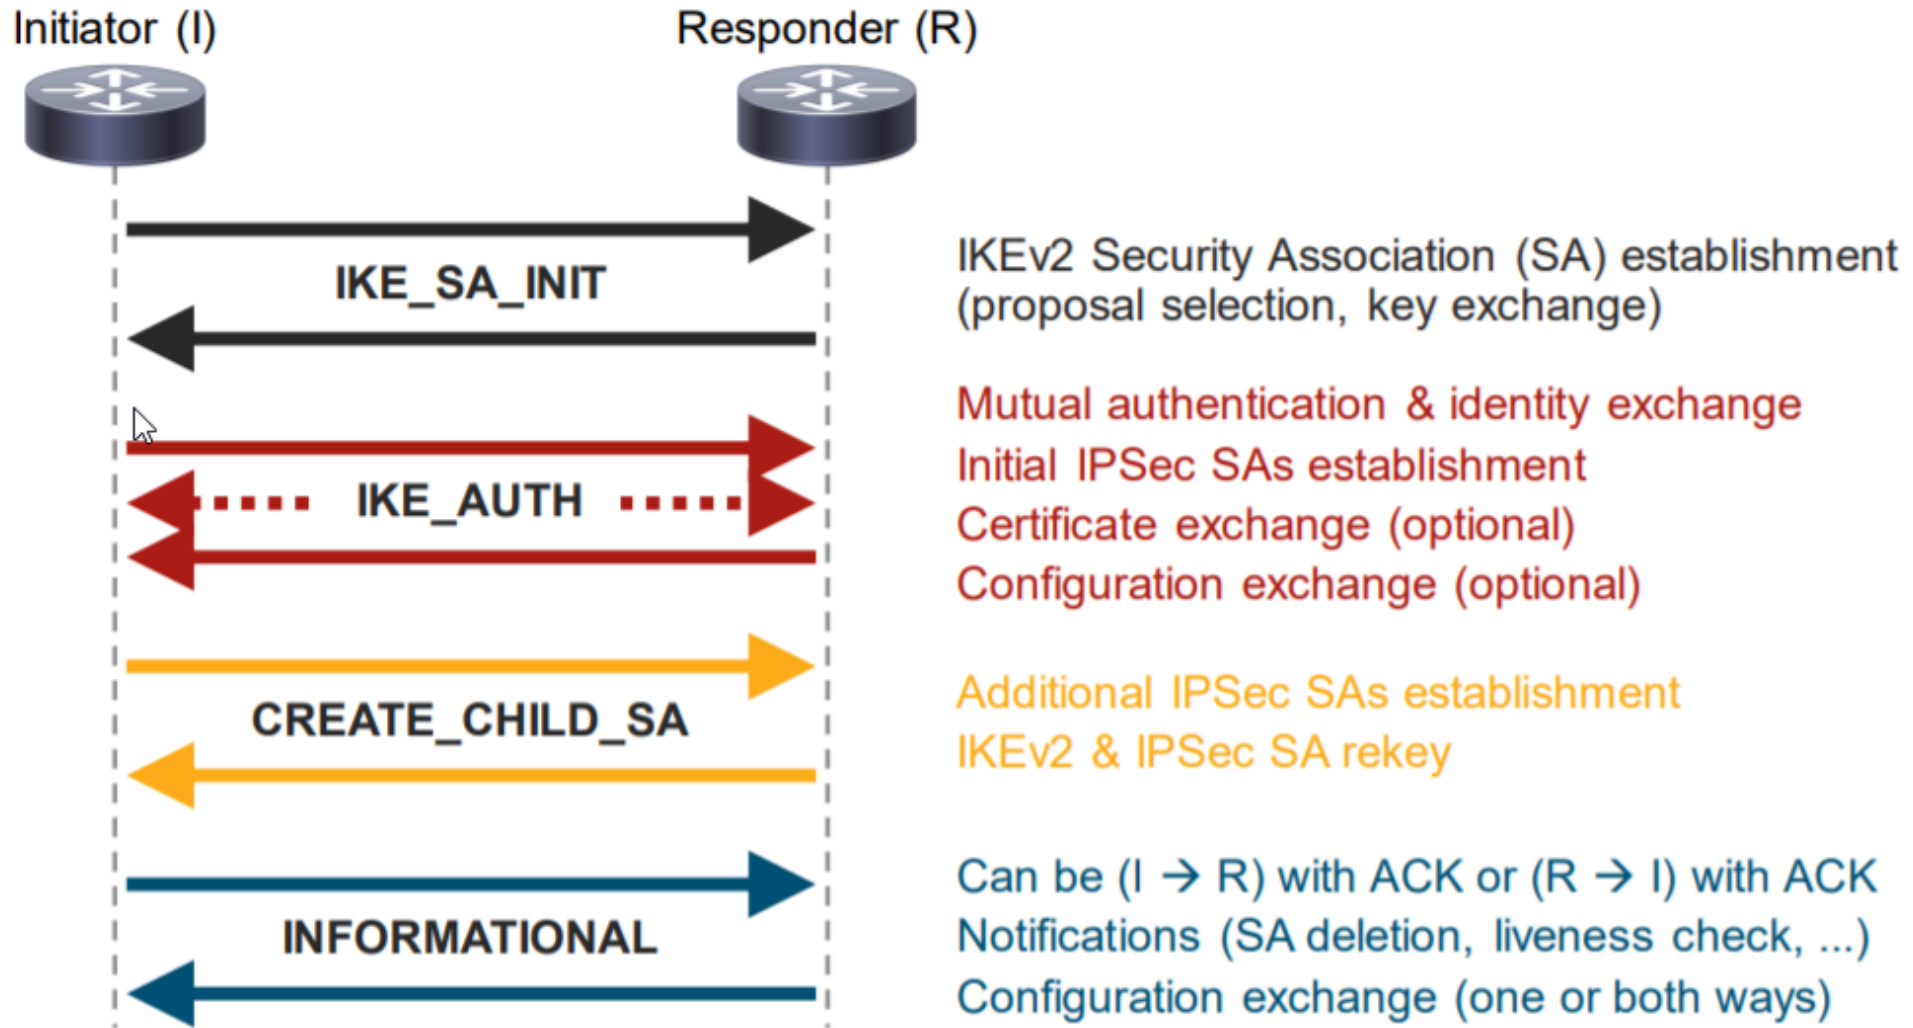 Initiator (I)
Responder (R)
IKE_SA_INIT
IKEv2 Security Association (SA) establishment
(proposal selection, key exchange)
IKE_AUTH
Mutual authentication & identity exchange
Initial IPSec SAs establishment
Certificate exchange (optional)
Configuration exchange (optional)
CREATE_CHILD_SA
Additional IPSec SAs establishment
IKEv2 & IPSec SA rekey
INFORMATIONAL
Can be (I → R) with ACK or (R → I) with ACK
Notifications (SA deletion, liveness check, ...)
Configuration exchange (one or both ways)